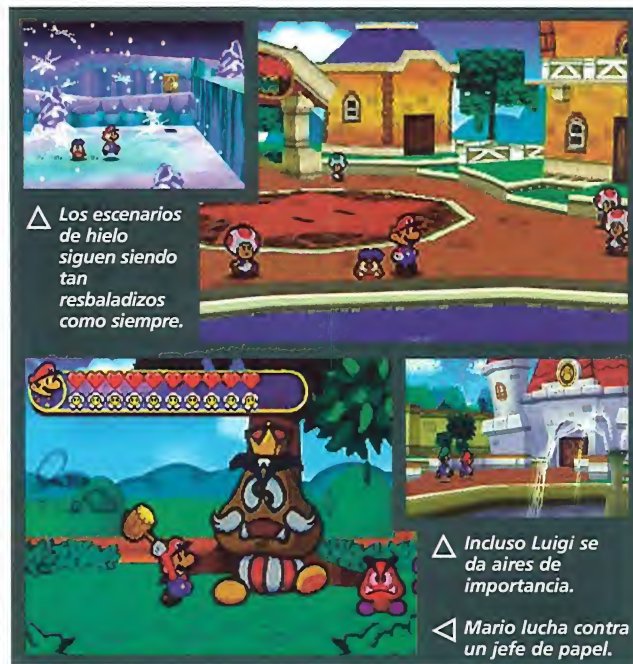 Los escenarios
de hielo
siguen siendo
tan
resbaladizos
como siempre.
Incluso Luigi se
da aires de
importancia.
Mario lucha contra
un jefe de papel.